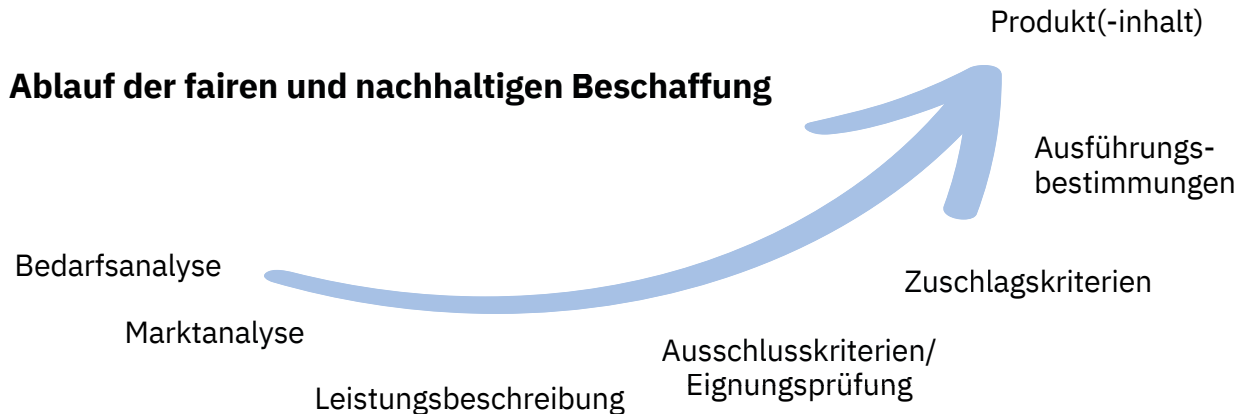 Ablauf der fairen und nachhaltigen Beschaffung
Bedarfsanalyse
Marktanalyse
Leistungsbeschreibung
Ausschlusskriterien/
Eignungsprüfung
Zuschlagskriterien
Ausführungs-
bestimmungen
Produkt(-inhalt)